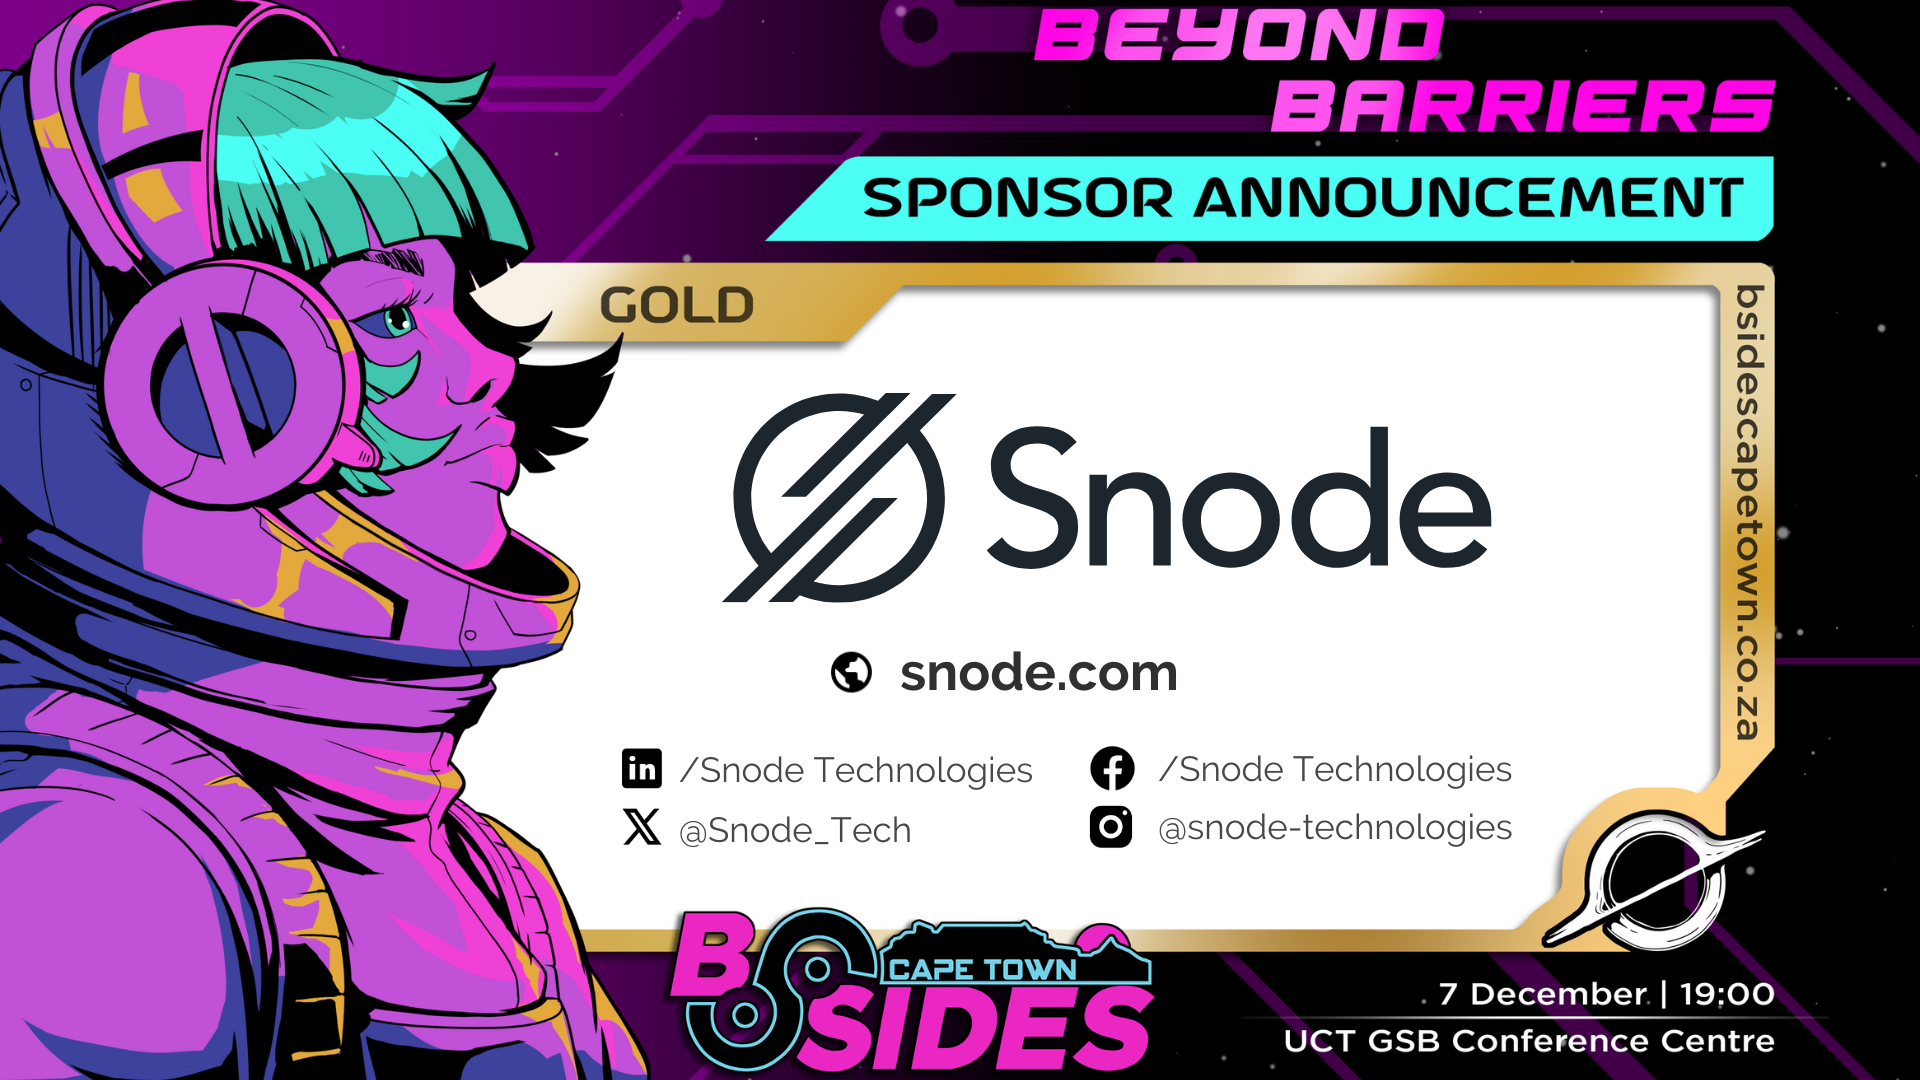 BEYOND
BARRIERS
SPONSOR ANNOUNCEMENT
GOLD
bsidescapetown.co.za
Snode
snode.com
in /Snode Technologies
/Snode Technologies
@Snode_Tech
@snode-technologies
B SIDES
CAPE TOWN
7 December | 19:00
UCT GSB Conference Centre